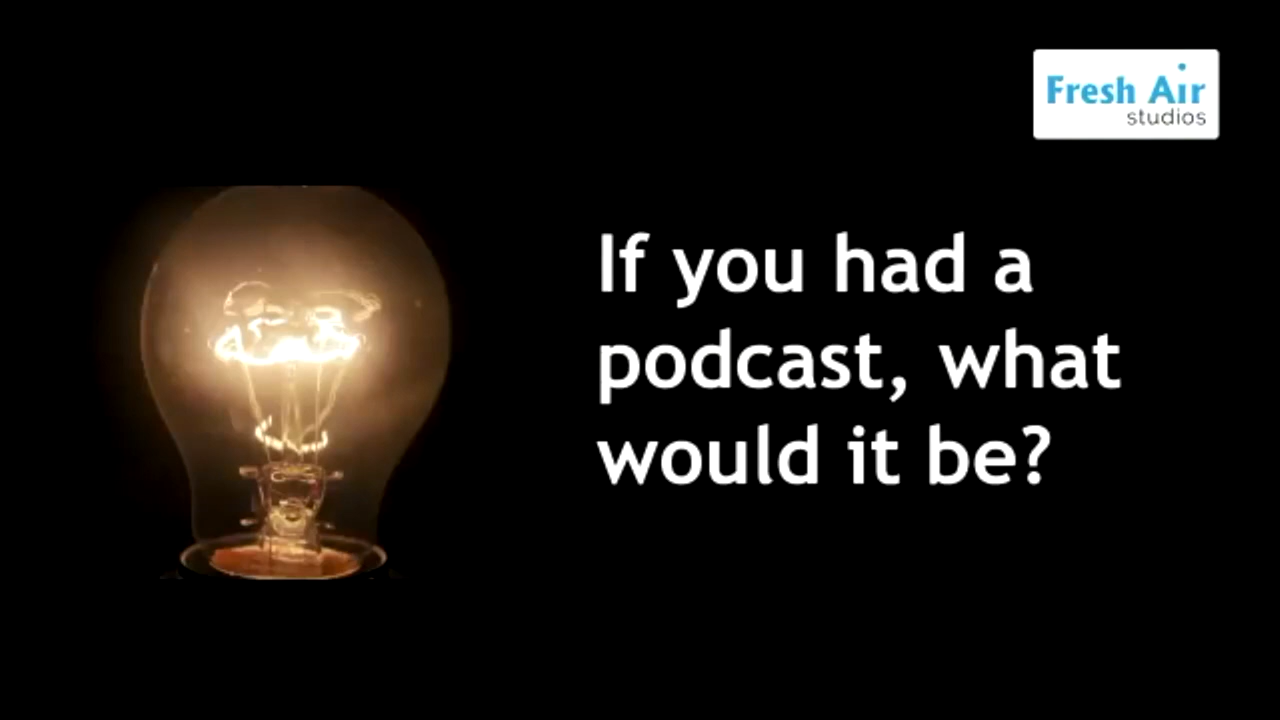 Fresh Air
studios
If you had a
podcast, what
would it be?